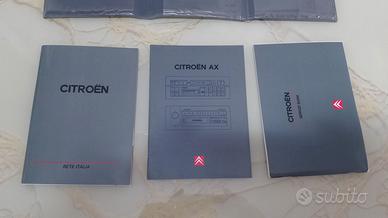 CITROËN
RETE ITALIA
CITROËN AX
CITROËN
subito